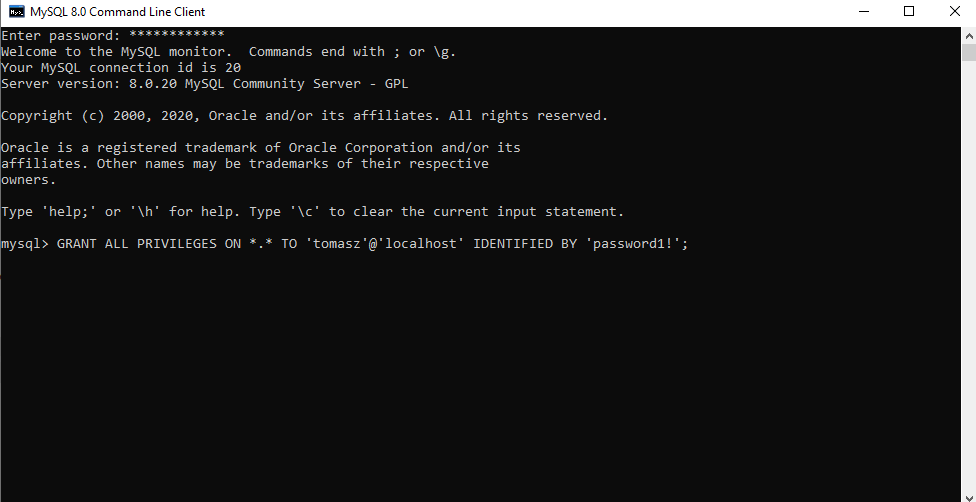 MySQL 8.0 Command Line Client
Enter password: ************
Welcome to the MySQL monitor.  Commands end with ; or \g.
Your MySQL connection id is 20
Server version: 8.0.20 MySQL Community Server - GPL
Copyright (c) 2000, 2020, Oracle and/or its affiliates. All rights reserved.
Oracle is a registered trademark of Oracle Corporation and/or its
affiliates. Other names may be trademarks of their respective
owners.
Type 'help;' or '\h' for help. Type '\c' to clear the current input statement.
mysql> GRANT ALL PRIVILEGES ON *.* TO 'tomasz'@'localhost' IDENTIFIED BY 'password1!';